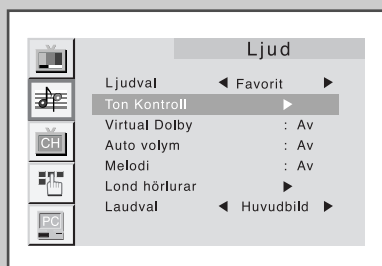 Ljud
Ljudval ◀ Favorit ▶
Ton Kontroll ▶
Virtual Dolby : Av
Auto volym : Av
Melodi : Av
Lond hörlurar ▶
Laudval ◀ Huvudbild ▶
CH
PC